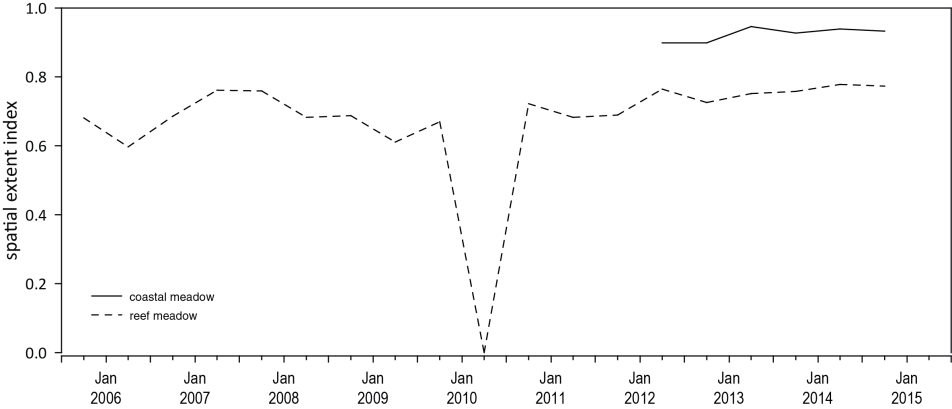 1.0
0.8
0.6
0.4
0.2
0.0
spatial extent index
coastal meadow
reef meadow
Jan Jan Jan Jan Jan Jan Jan Jan Jan Jan
2006 2007 2008 2009 2010 2011 2012 2013 2014 2015